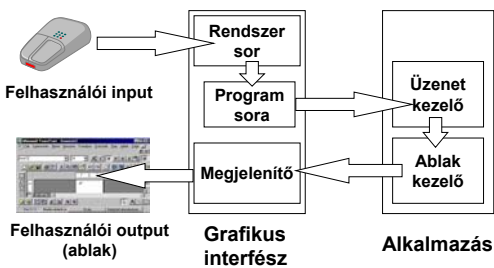 Rendszer
sor
Felhasználói input
Program
sora
Üzenet
kezelő
Megjelenítő
Ablak
kezelő
Felhasználói output
(ablak)
Grafikus
interfész
Alkalmazás